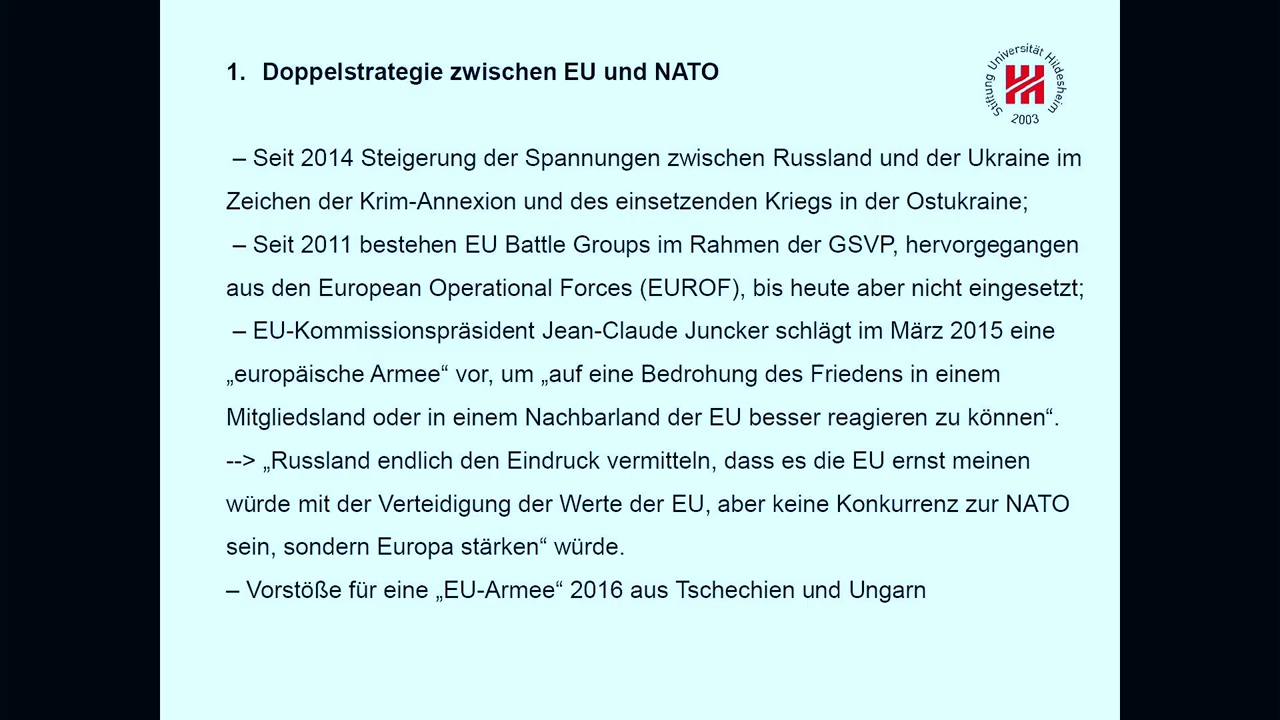 1. Doppelstrategie zwischen EU und NATO
Stiftung Universität Hildesheim
2003
– Seit 2014 Steigerung der Spannungen zwischen Russland und der Ukraine im
Zeichen der Krim-Annexion und des einsetzenden Kriegs in der Ostukraine;
– Seit 2011 bestehen EU Battle Groups im Rahmen der GSVP, hervorgegangen
aus den European Operational Forces (EUROF), bis heute aber nicht eingesetzt;
– EU-Kommissionspräsident Jean-Claude Juncker schlägt im März 2015 eine
„europäische Armee“ vor, um „auf eine Bedrohung des Friedens in einem
Mitgliedsland oder in einem Nachbarland der EU besser reagieren zu können“.
--> „Russland endlich den Eindruck vermitteln, dass es die EU ernst meinen
würde mit der Verteidigung der Werte der EU, aber keine Konkurrenz zur NATO
sein, sondern Europa stärken“ würde.
– Vorstöße für eine „EU-Armee“ 2016 aus Tschechien und Ungarn